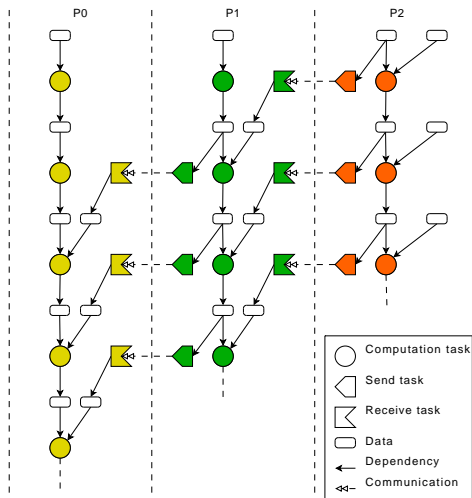 P0 P1 P2
Computation task
Send task
Receive task
Data
Dependency
Communication